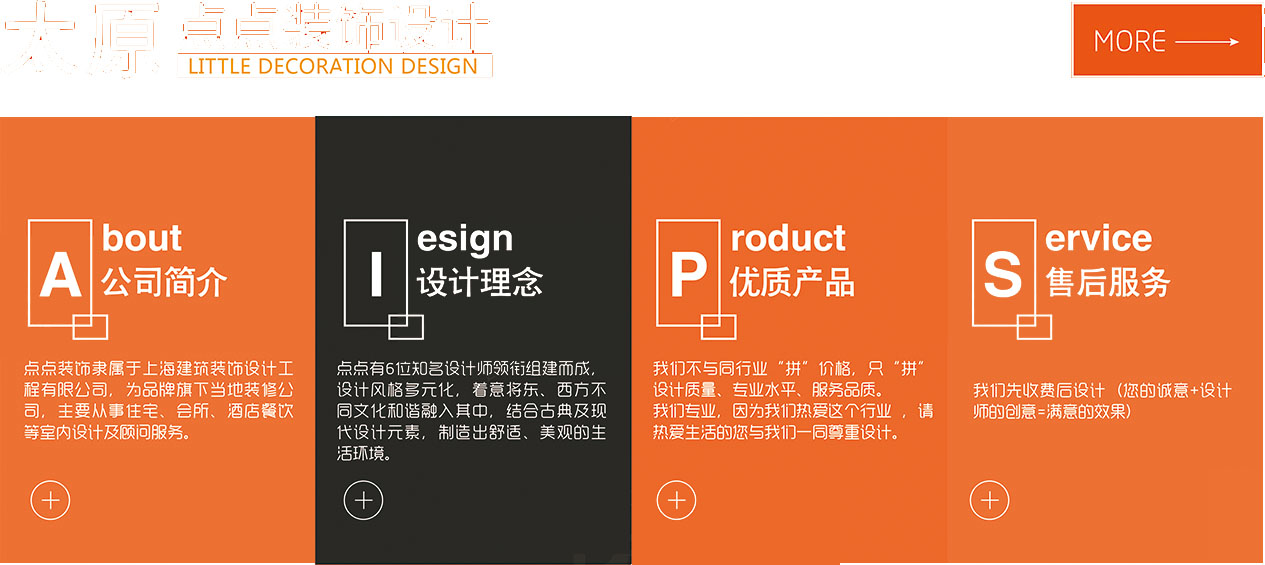 太原
点点装饰设计
LITTLE DECORATION DESIGN
MORE
A
bout
公司简介
点点装饰隶属于上海建筑装饰设计工
程有限公司，为品牌旗下当地装修公
司，主要从事住宅、会所、酒店餐饮
等室内设计及顾问服务。
I
esign
设计理念
点点有6位知名设计师领衔组建而成，
设计风格多元化，着意将东、西方不
同文化和谐融入其中，结合古典及现
代设计元素，制造出舒适、美观的生
活环境。
P
roduct
优质产品
我们不与同行业“拼”价格，只“拼”
设计质量、专业水平、服务品质。
我们专业，因为我们热爱这个行业 ，请
热爱生活的您与我们一同尊重设计。
S
ervice
售后服务
我们先收费后设计（您的诚意+设计
师的创意=满意的效果）